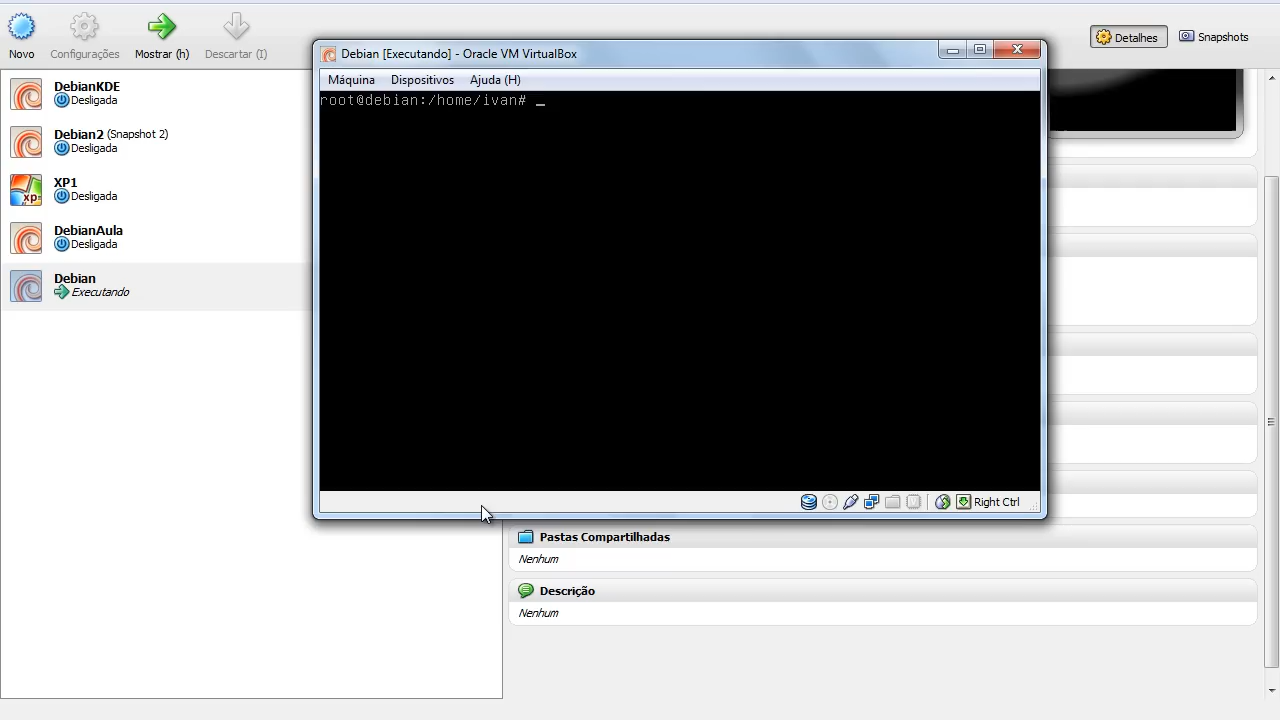 Novo
Configurações
Mostrar (h)
Descartar (I)
Detalhes
Snapshots
DebianKDE
Desligada
Debian2 (Snapshot 2)
Desligada
XP1
Desligada
DebianAula
Desligada
Debian
Executando
Debian [Executando] - Oracle VM VirtualBox
Máquina Dispositivos Ajuda (H)
root@debian:/home/ivan# _
Right Ctrl
Pastas Compartilhadas
Nenhum
Descrição
Nenhum